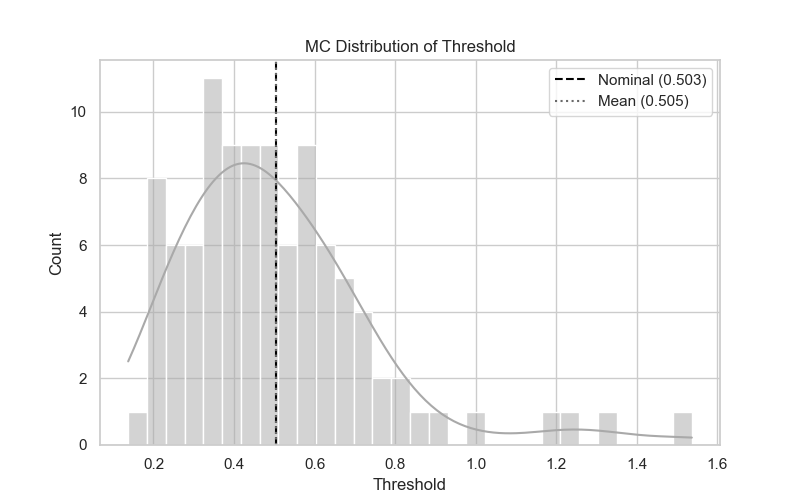 MC Distribution of Threshold
Nominal (0.503)
Mean (0.505)
Count
10
8
6
4
2
0
0.2 0.4 0.6 0.8 1.0 1.2 1.4 1.6
Threshold